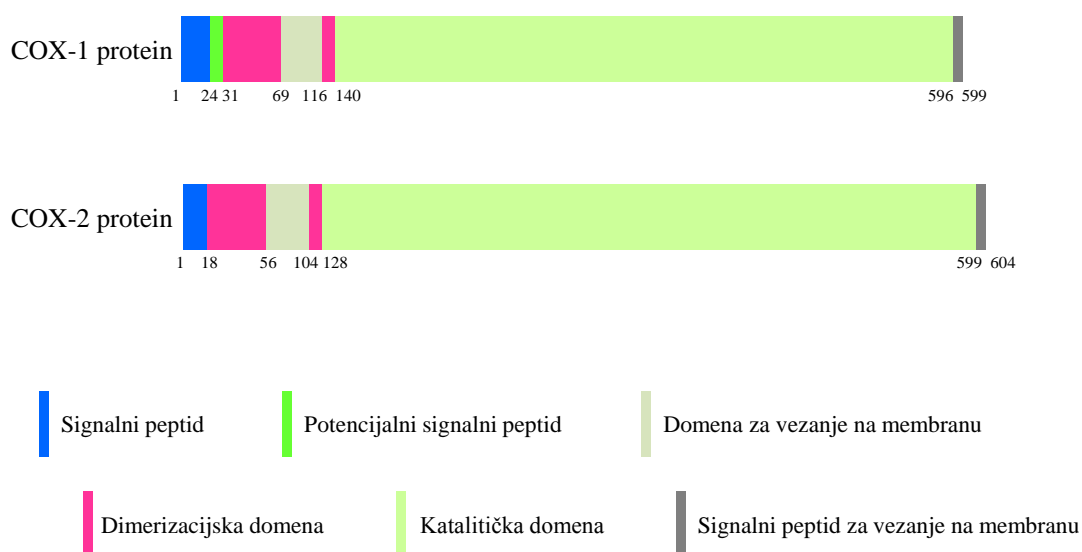 COX-1 protein
1 24 31 69 116 140 596 599
COX-2 protein
1 18 56 104 128 599 604
Signalni peptid Potencijalni signalni peptid Domena za vezanje na membranu
Dimerizacijska domena Katalitička domena Signalni peptid za vezanje na membranu